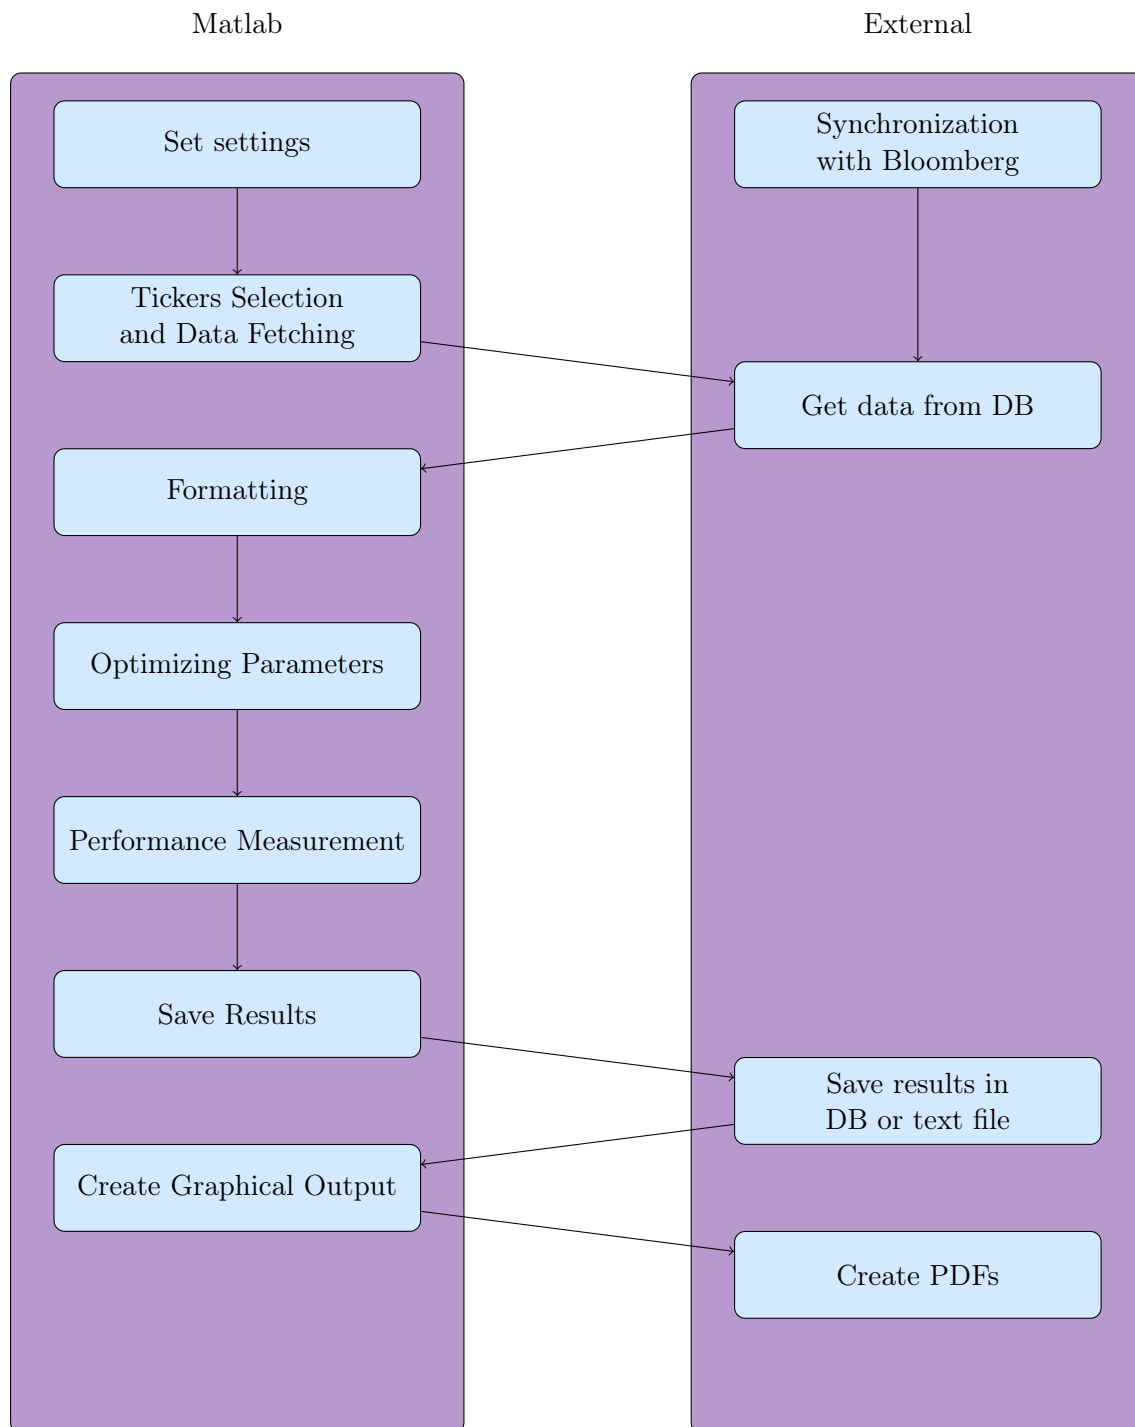 Matlab
External
Set settings
Synchronization
with Bloomberg
Tickers Selection
and Data Fetching
Get data from DB
Formatting
Optimizing Parameters
Performance Measurement
Save Results
Save results in
DB or text file
Create Graphical Output
Create PDFs